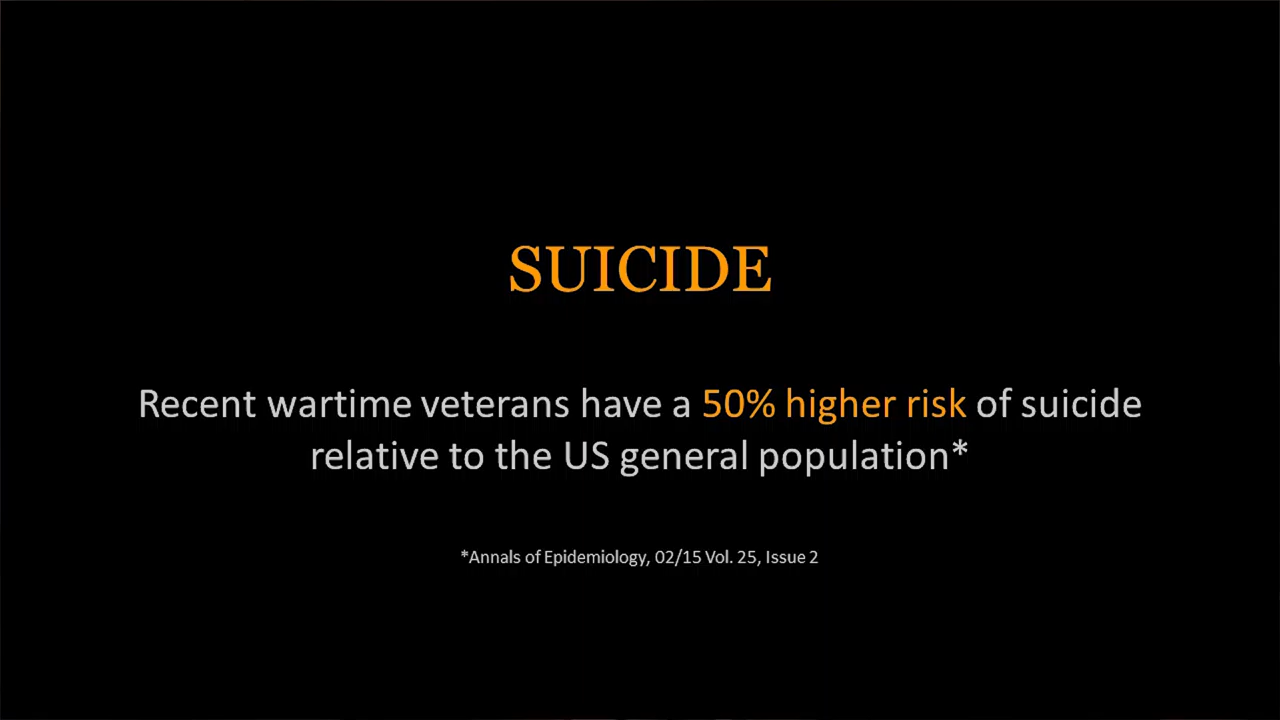 SUICIDE
Recent wartime veterans have a 50% higher risk of suicide
relative to the US general population*
*Annals of Epidemiology, 02/15 Vol. 25, Issue 2